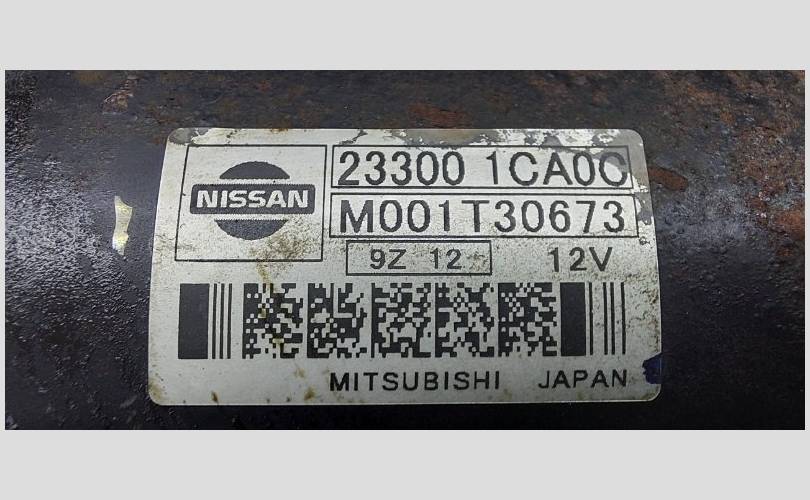 NISSAN
23300 1CA0C
M001T30673
9Z 12
12V
MITSUBISHI JAPAN